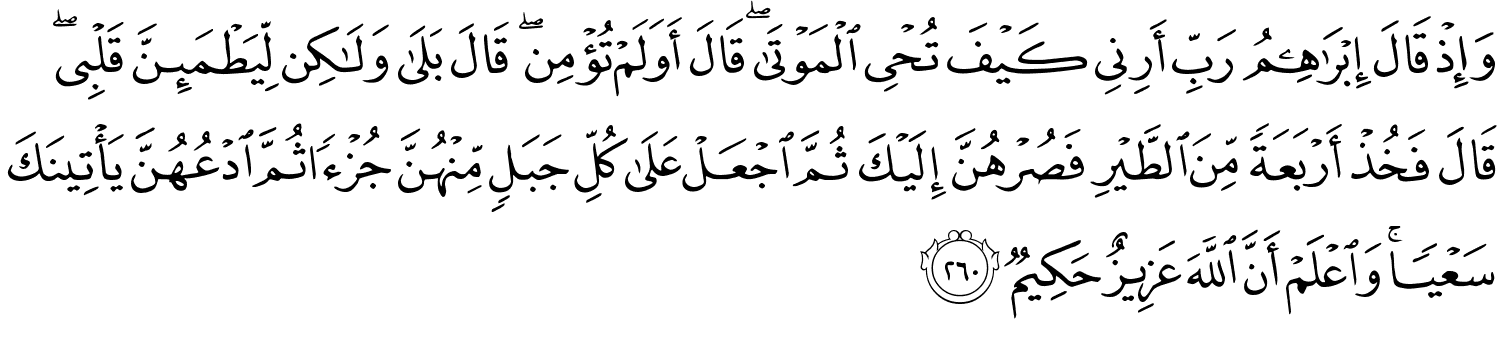 وَإِذْ قَالَ إِبْرَٰهِـۧمُ رَبِّ أَرِنِي كَيْفَ تُحْيِ ٱلْمَوْتَىٰۖ قَالَ أَوَلَمْ تُؤْمِنۖ قَالَ بَلَىٰ وَلَٰكِن لِّيَطْمَئِنَّ قَلْبِيۖ
قَالَ فَخُذْ أَرْبَعَةً مِّنَ ٱلطَّيْرِ فَصُرْهُنَّ إِلَيْكَ ثُمَّ ٱجْعَلْ عَلَىٰ كُلِّ جَبَلٍ مِّنْهُنَّ جُزْءًا ثُمَّ ٱدْعُهُنَّ يَأْتِينَكَ
سَعْيًاۚ وَٱعْلَمْ أَنَّ ٱللَّهَ عَزِيزٌ حَكِيمٌ ٢٦٠